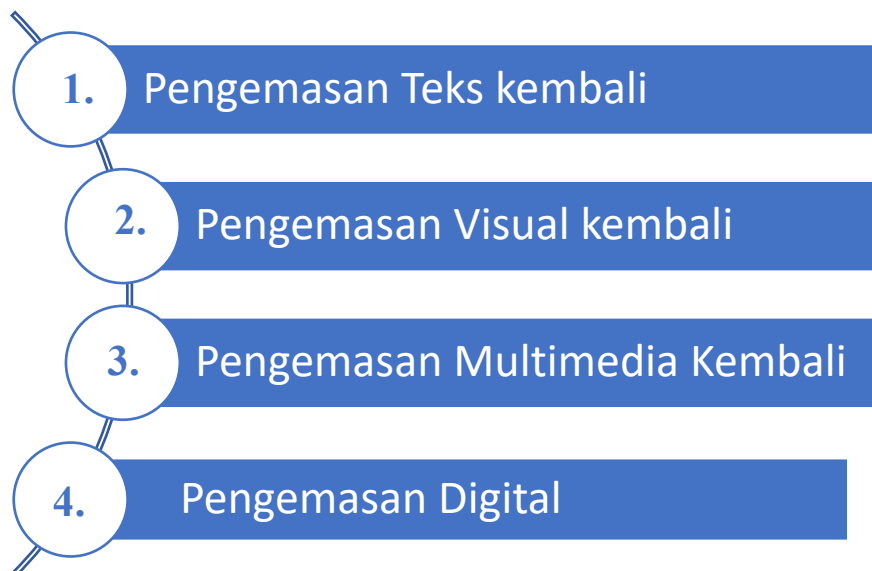 1. Pengemasan Teks kembali
2. Pengemasan Visual kembali
3. Pengemasan Multimedia Kembali
4. Pengemasan Digital